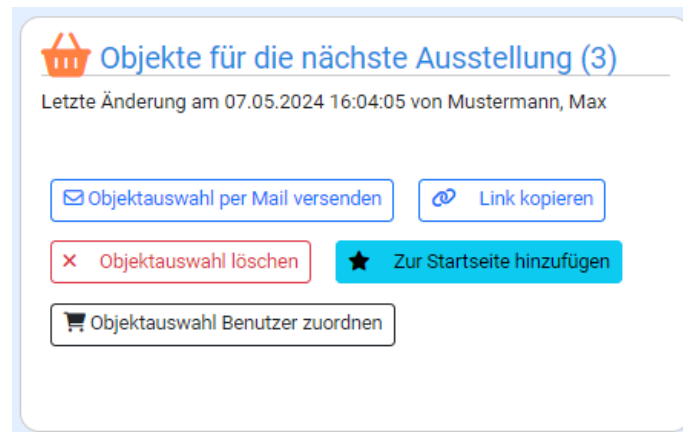 Objekte für die nächste Ausstellung (3)
Letzte Änderung am 07.05.2024 16:04:05 von Mustermann, Max
Objektauswahl per Mail versenden
Link kopieren
Objektauswahl löschen
Zur Startseite hinzufügen
Objektauswahl Benutzer zuordnen